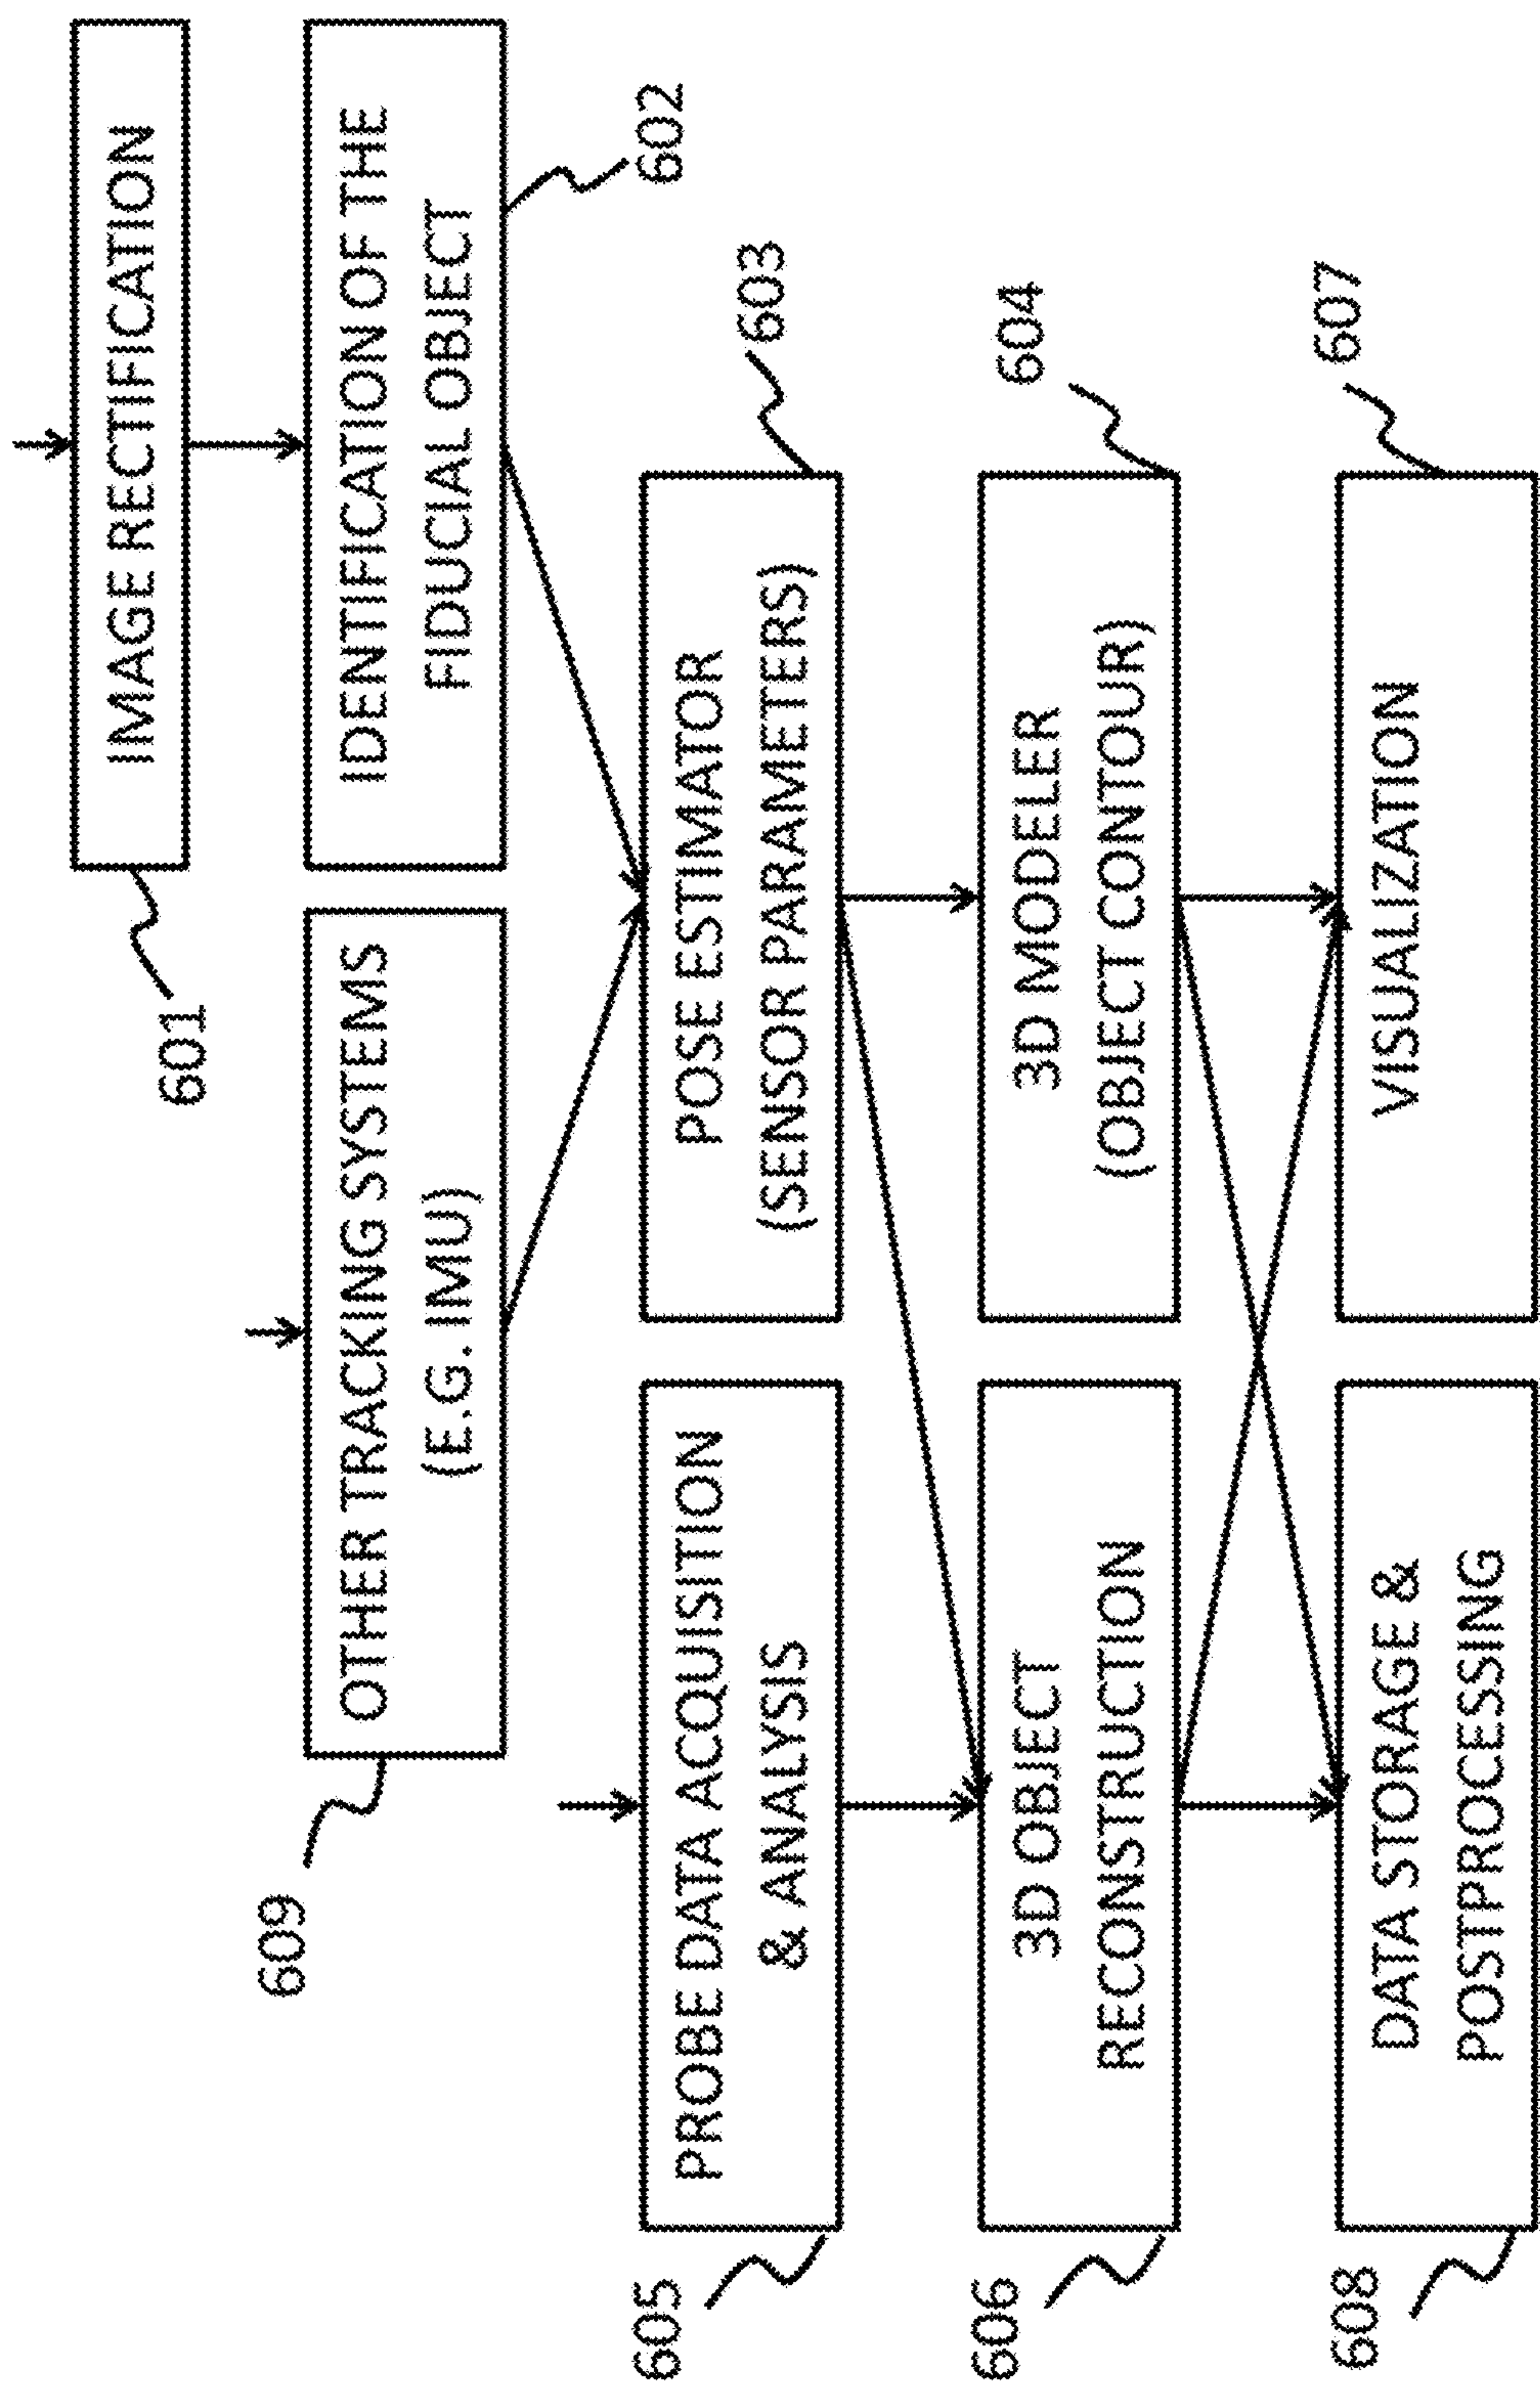 IMAGE RECTIFICATION
601
OTHER TRACKING SYSTEMS
(E.G. IMU)
609
IDENTIFICATION OF THE
FIDUCIAL OBJECT
602
PROBE DATA ACQUISITION
& ANALYSIS
605
POSE ESTIMATOR
(SENSOR PARAMETERS)
603
3D OBJECT
RECONSTRUCTION
606
3D MODELER
(OBJECT CONTOUR)
604
DATA STORAGE &
POSTPROCESSING
608
VISUALIZATION
607